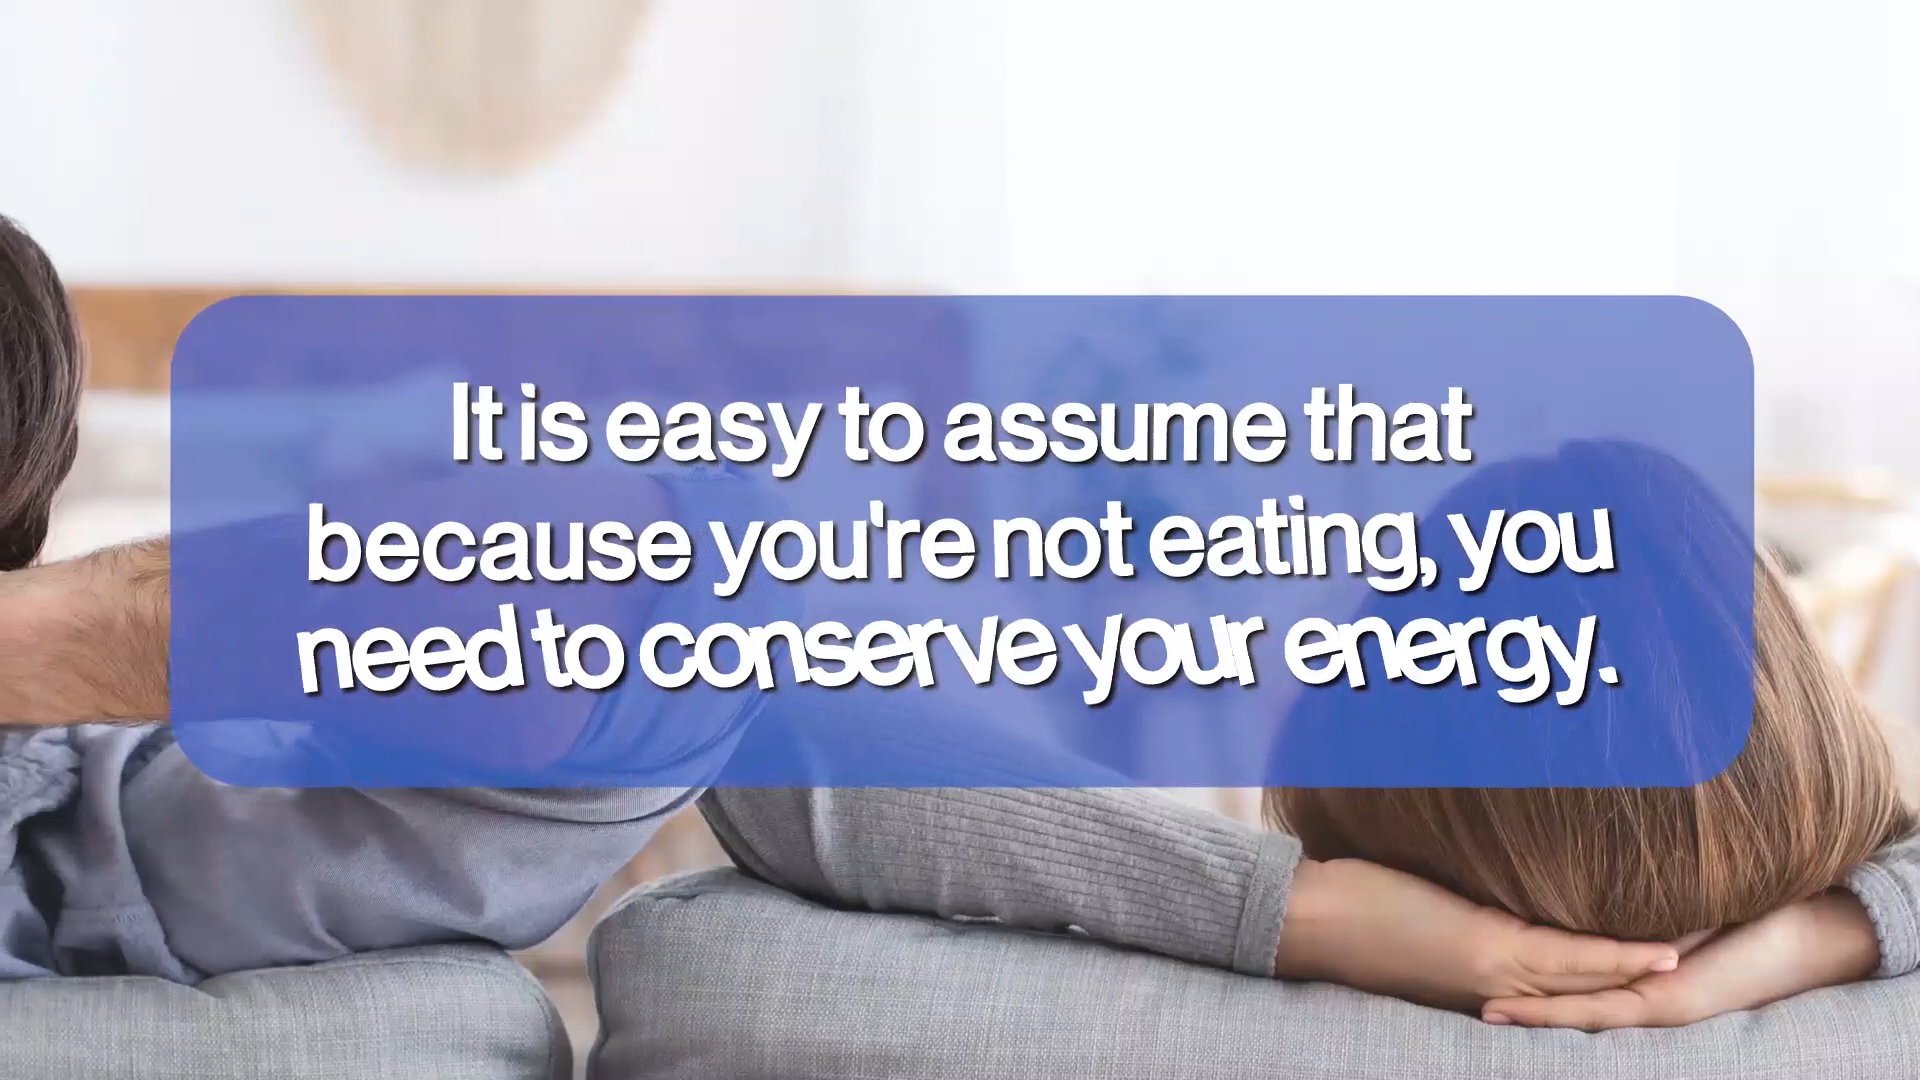 It is easy to assume that
because you're not eating, you
need to conserve your energy.